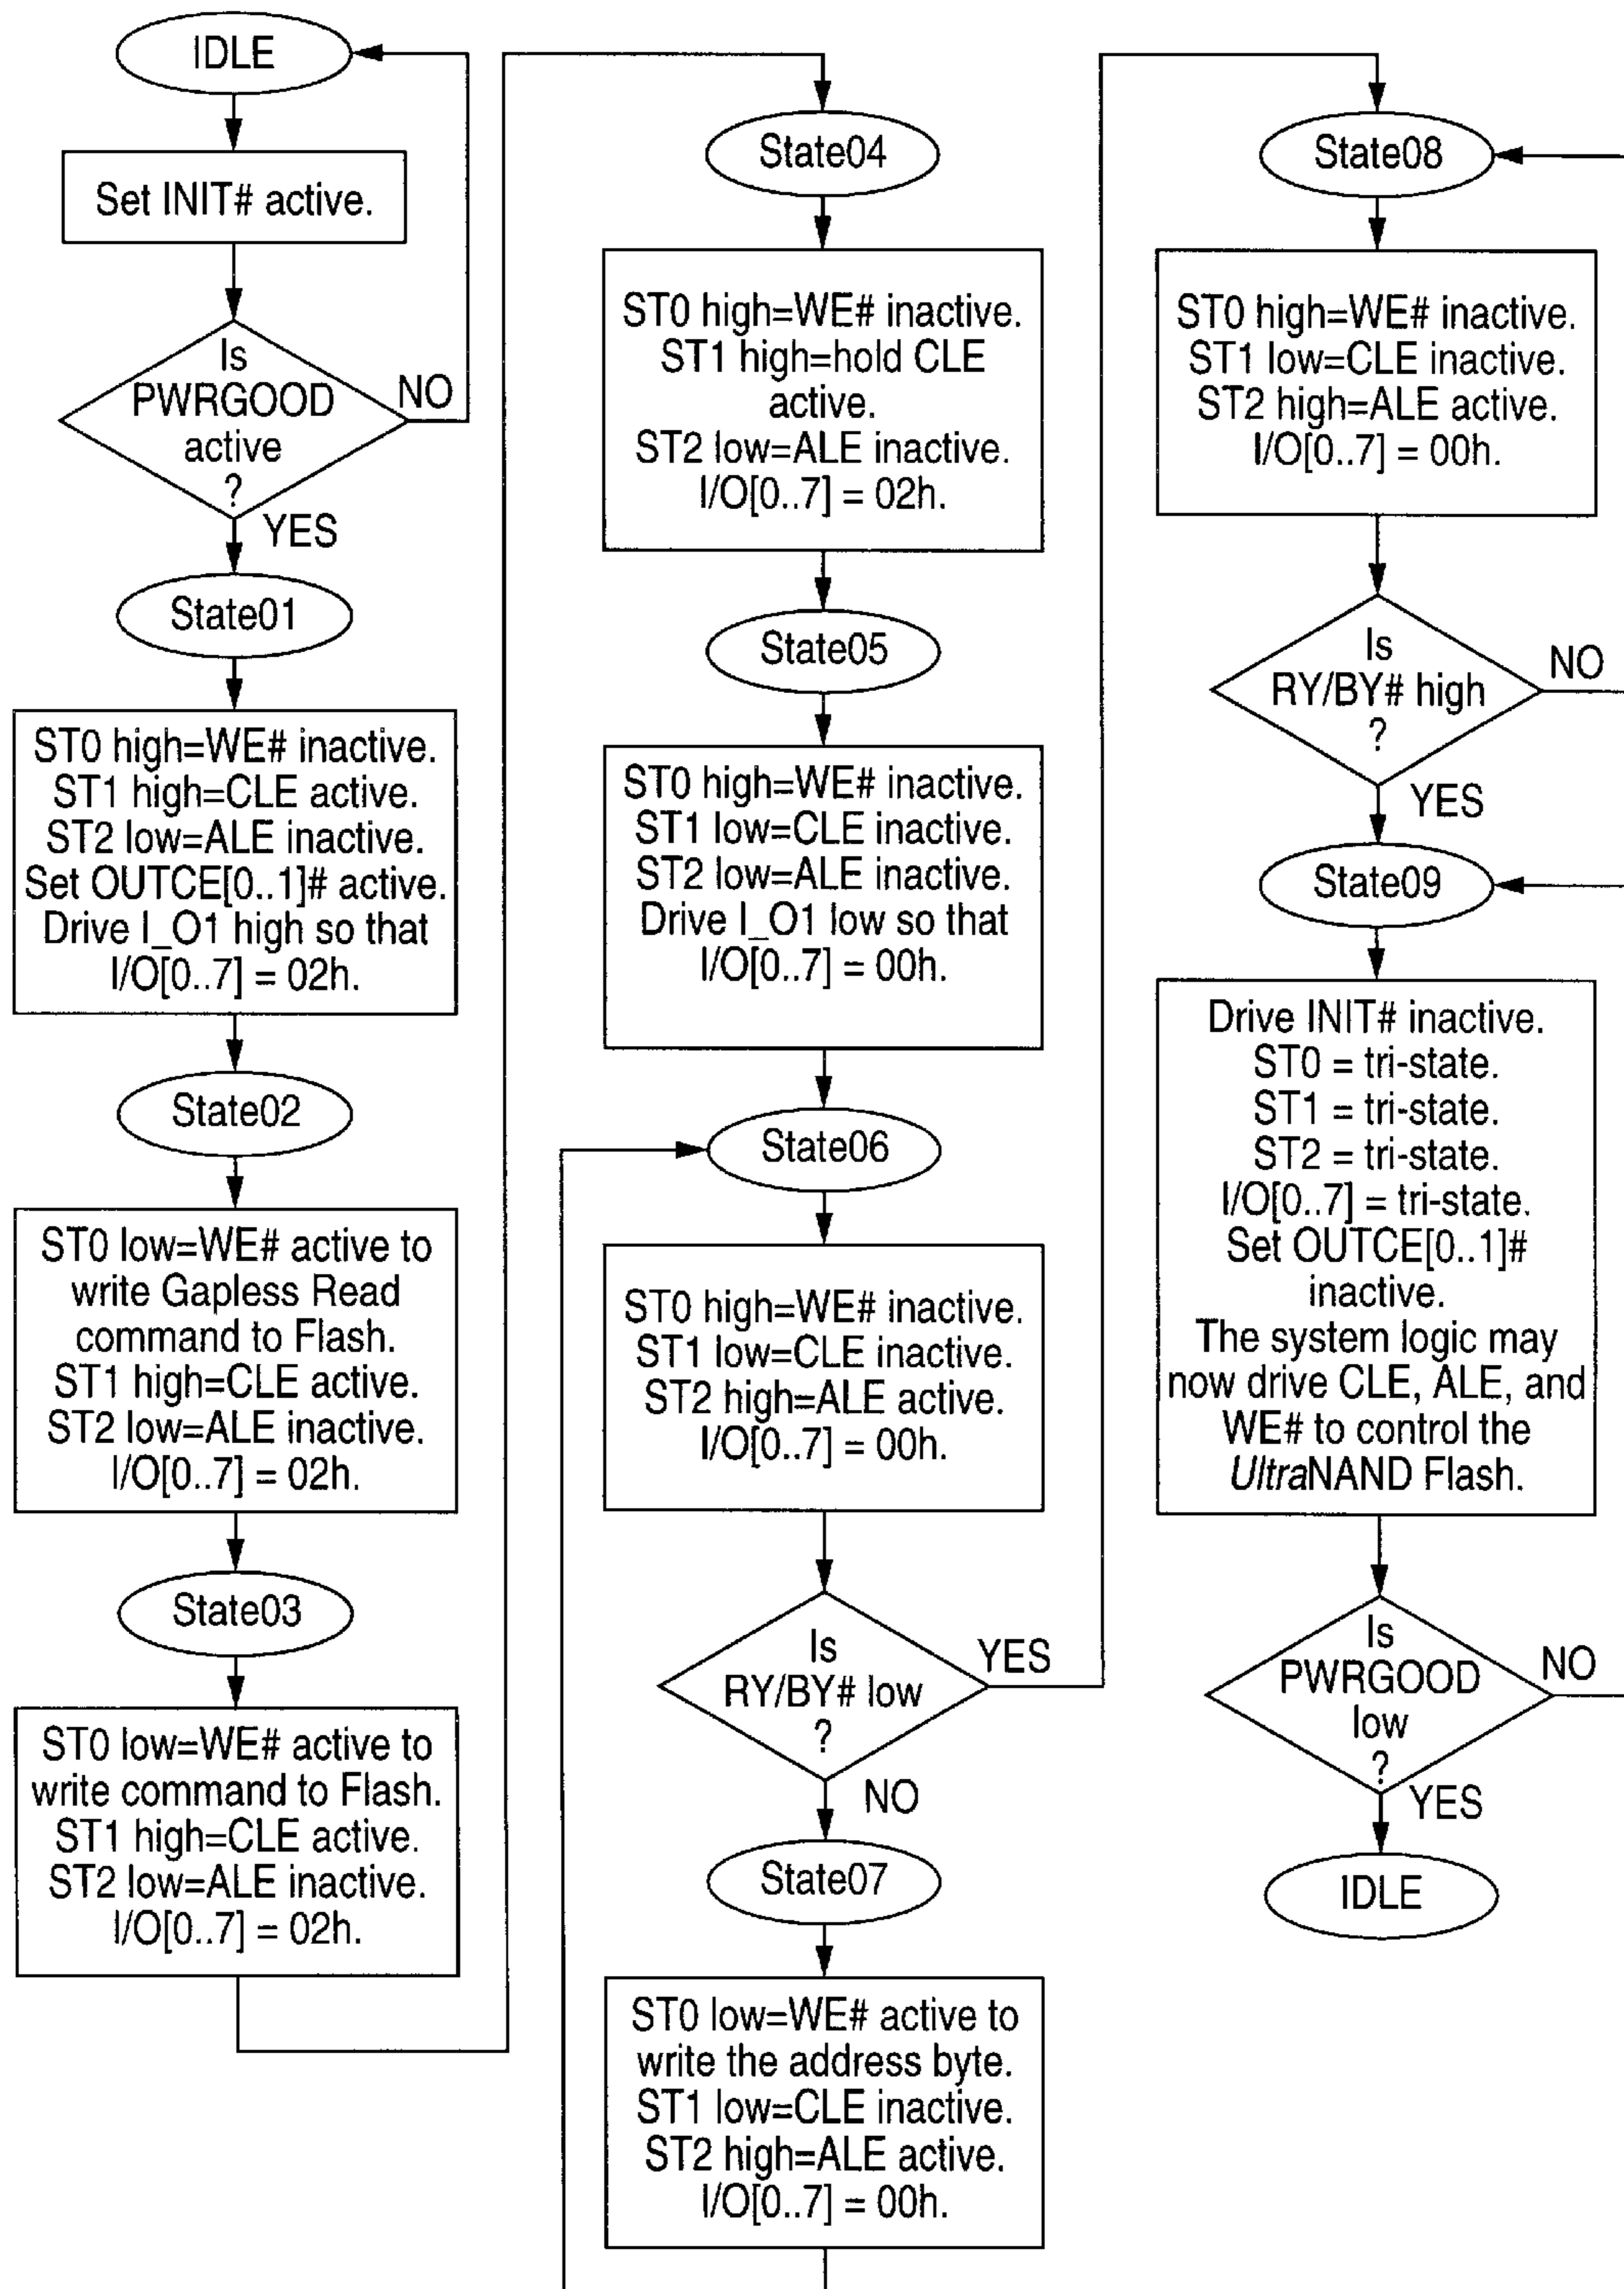 IDLE
Set INIT# active.
Is
PWRGOOD
active
?
NO
YES
State01
ST0 high=WE# inactive.
ST1 high=CLE active.
ST2 low=ALE inactive.
Set OUTCE[0..1]# active.
Drive I_O1 high so that
I/O[0..7] = 02h.
State02
ST0 low=WE# active to
write Gapless Read
command to Flash.
ST1 high=CLE active.
ST2 low=ALE inactive.
I/O[0..7] = 02h.
State03
ST0 low=WE# active to
write command to Flash.
ST1 high=CLE active.
ST2 low=ALE inactive.
I/O[0..7] = 02h.
State04
ST0 high=WE# inactive.
ST1 high=hold CLE
active.
ST2 low=ALE inactive.
I/O[0..7] = 02h.
State05
ST0 high=WE# inactive.
ST1 low=CLE inactive.
ST2 low=ALE inactive.
Drive I_O1 low so that
I/O[0..7] = 00h.
State06
ST0 high=WE# inactive.
ST1 low=CLE inactive.
ST2 high=ALE active.
I/O[0..7] = 00h.
Is
RY/BY# low
?
YES
NO
State07
ST0 low=WE# active to
write the address byte.
ST1 low=CLE inactive.
ST2 high=ALE active.
I/O[0..7] = 00h.
State08
ST0 high=WE# inactive.
ST1 low=CLE inactive.
ST2 high=ALE active.
I/O[0..7] = 00h.
Is
RY/BY# high
?
NO
YES
State09
Drive INIT# inactive.
ST0 = tri-state.
ST1 = tri-state.
ST2 = tri-state.
I/O[0..7] = tri-state.
Set OUTCE[0..1]#
inactive.
The system logic may
now drive CLE, ALE, and
WE# to control the
UltraNAND Flash.
Is
PWRGOOD
low
?
NO
YES
IDLE